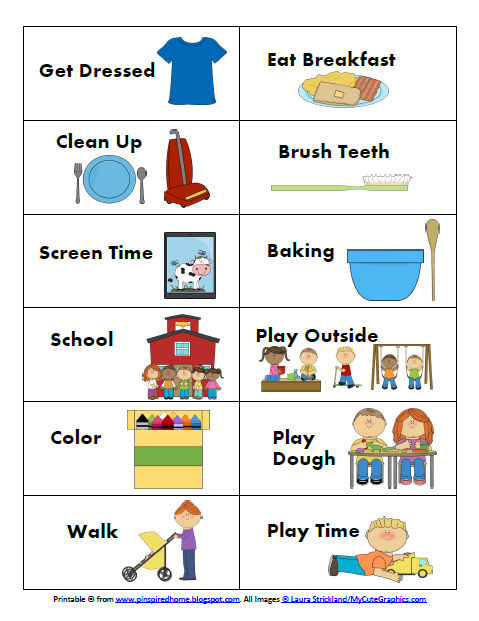 Get Dressed
Eat Breakfast
Clean Up
Brush Teeth
Screen Time
Baking
School
Play Outside
Color
Play
Dough
Walk
Play Time
Printable © from www.pinspiredhome.blogspot.com. All Images © Laura Strickland/MyCuteGraphics.com